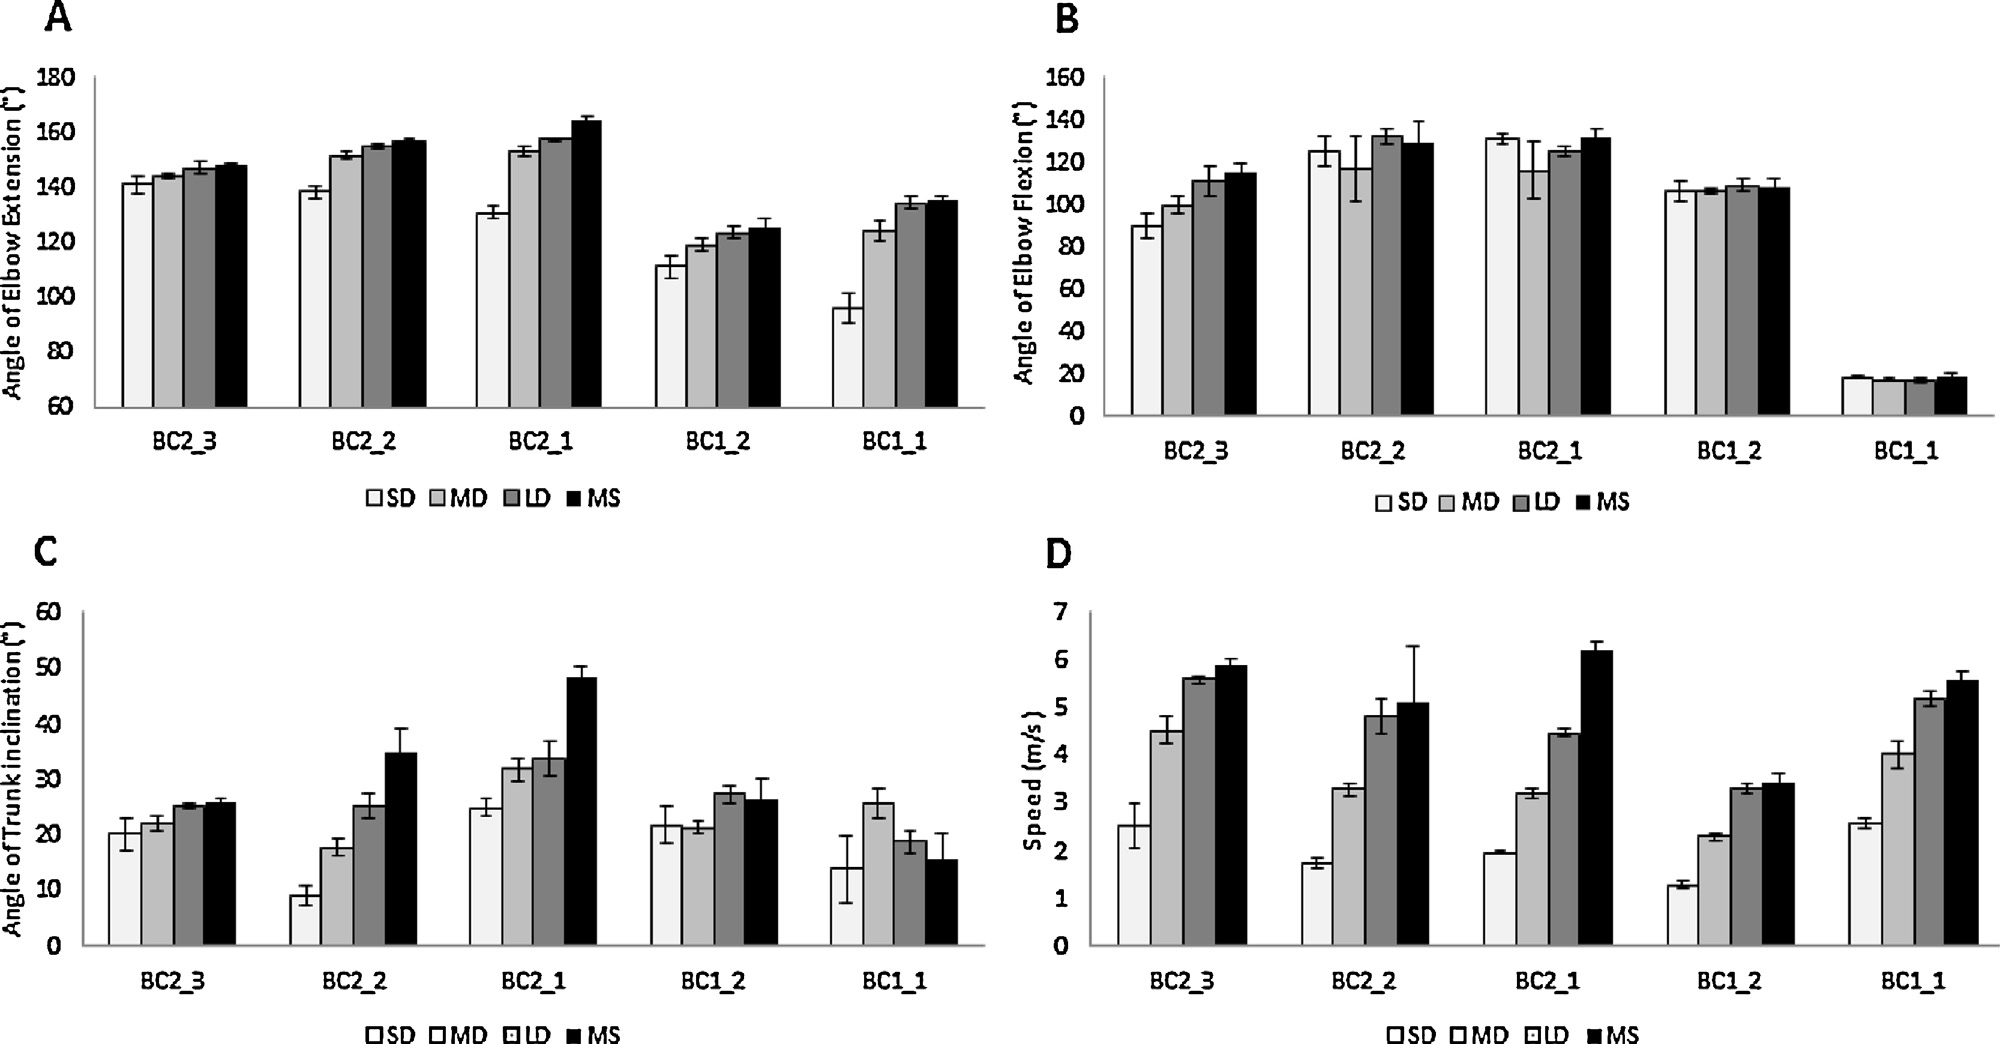 A
Angle of Elbow Extension (°)
180
160
140
120
100
80
60
BC2_3 BC2_2 BC2_1 BC1_2 BC1_1
SD MD LD MS
B
Angle of Elbow Flexion (°)
160
140
120
100
80
60
40
20
0
BC2_3 BC2_2 BC2_1 BC1_2 BC1_1
SD MD LD MS
C
Angle of Trunk inclination (°)
60
50
40
30
20
10
0
BC2_3 BC2_2 BC2_1 BC1_2 BC1_1
SD MD LD MS
D
Speed (m/s)
7
6
5
4
3
2
1
0
BC2_3 BC2_2 BC2_1 BC1_2 BC1_1
SD MD LD MS